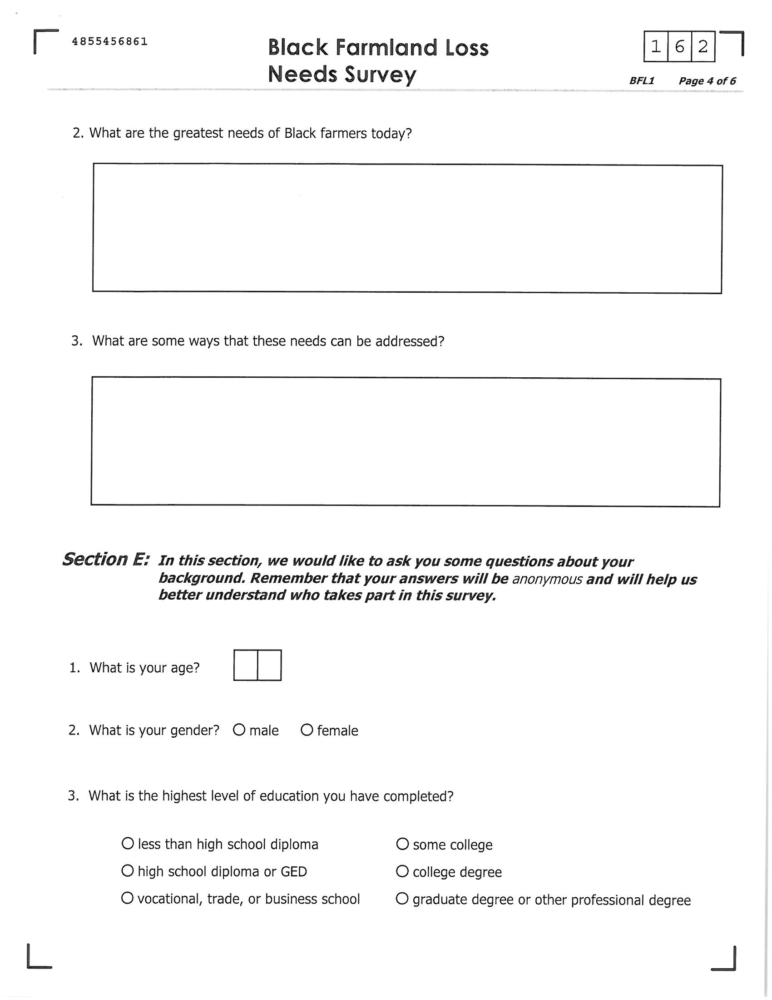 4855456861
Black Farmland Loss
Needs Survey
1 6 2
BFL1 Page 4 of 6
2. What are the greatest needs of Black farmers today?
3. What are some ways that these needs can be addressed?
Section E: In this section, we would like to ask you some questions about your
background. Remember that your answers will be anonymous and will help us
better understand who takes part in this survey.
1. What is your age?
2. What is your gender? O male O female
3. What is the highest level of education you have completed?
O less than high school diploma O some college
O high school diploma or GED O college degree
O vocational, trade, or business school O graduate degree or other professional degree